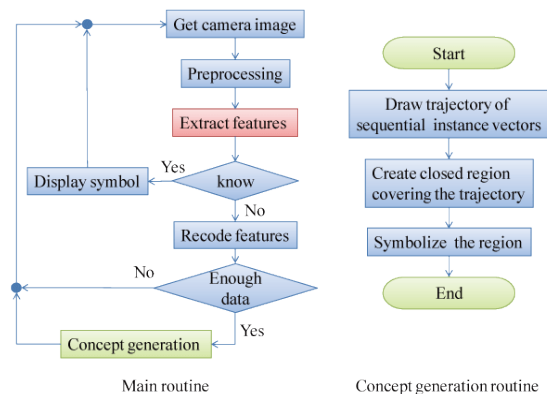 Get camera image
Preprocessing
Extract features
Yes
Display symbol
know
No
Recode features
No
Enough
data
Yes
Concept generation
Main routine
Start
Draw trajectory of
sequential instance vectors
Create closed region
covering the trajectory
Symbolize the region
End
Concept generation routine